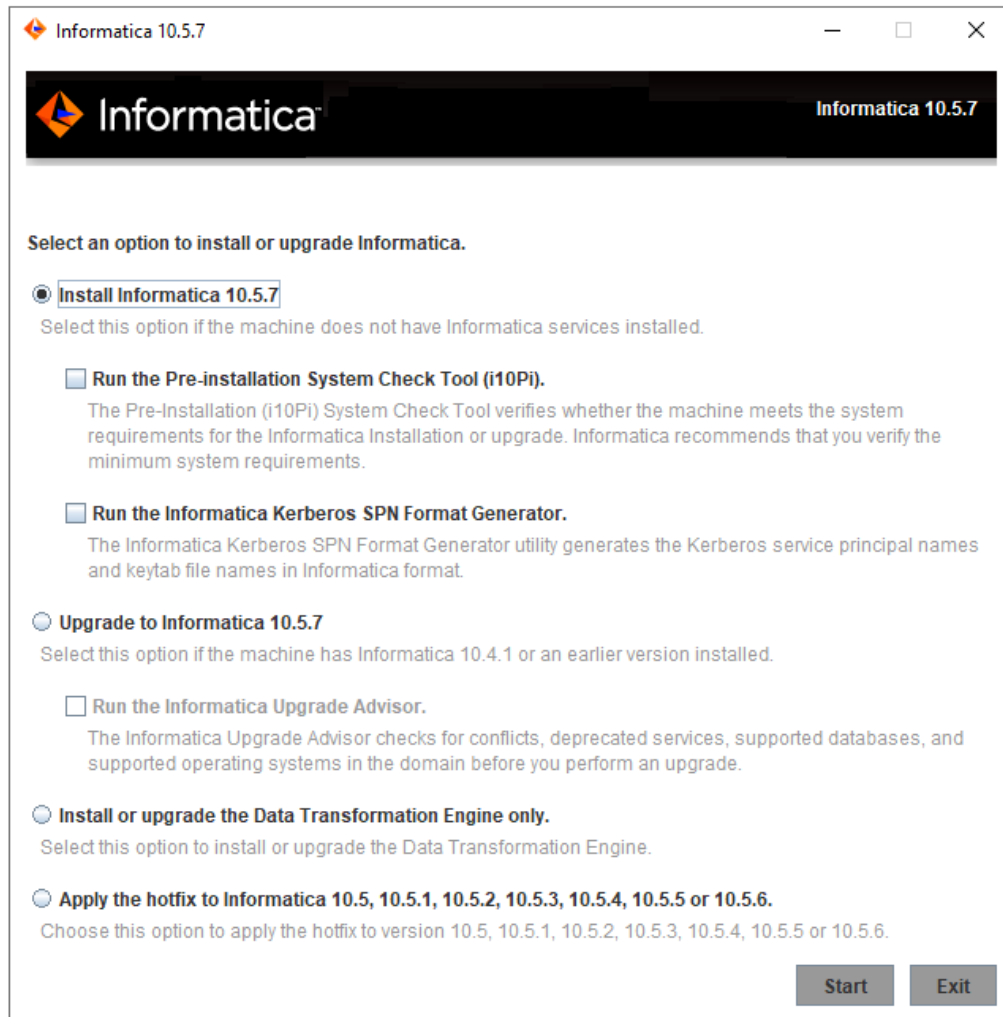 Informatica 10.5.7
Informatica™
Informatica 10.5.7
Select an option to install or upgrade Informatica.
Install Informatica 10.5.7
Select this option if the machine does not have Informatica services installed.
Run the Pre-installation System Check Tool (i10Pi).
The Pre-Installation (i10Pi) System Check Tool verifies whether the machine meets the system
requirements for the Informatica Installation or upgrade. Informatica recommends that you verify the
minimum system requirements.
Run the Informatica Kerberos SPN Format Generator.
The Informatica Kerberos SPN Format Generator utility generates the Kerberos service principal names
and keytab file names in Informatica format.
Upgrade to Informatica 10.5.7
Select this option if the machine has Informatica 10.4.1 or an earlier version installed.
Run the Informatica Upgrade Advisor.
The Informatica Upgrade Advisor checks for conflicts, deprecated services, supported databases, and
supported operating systems in the domain before you perform an upgrade.
Install or upgrade the Data Transformation Engine only.
Select this option to install or upgrade the Data Transformation Engine.
Apply the hotfix to Informatica 10.5, 10.5.1, 10.5.2, 10.5.3, 10.5.4, 10.5.5 or 10.5.6.
Choose this option to apply the hotfix to version 10.5, 10.5.1, 10.5.2, 10.5.3, 10.5.4, 10.5.5 or 10.5.6.
Start
Exit